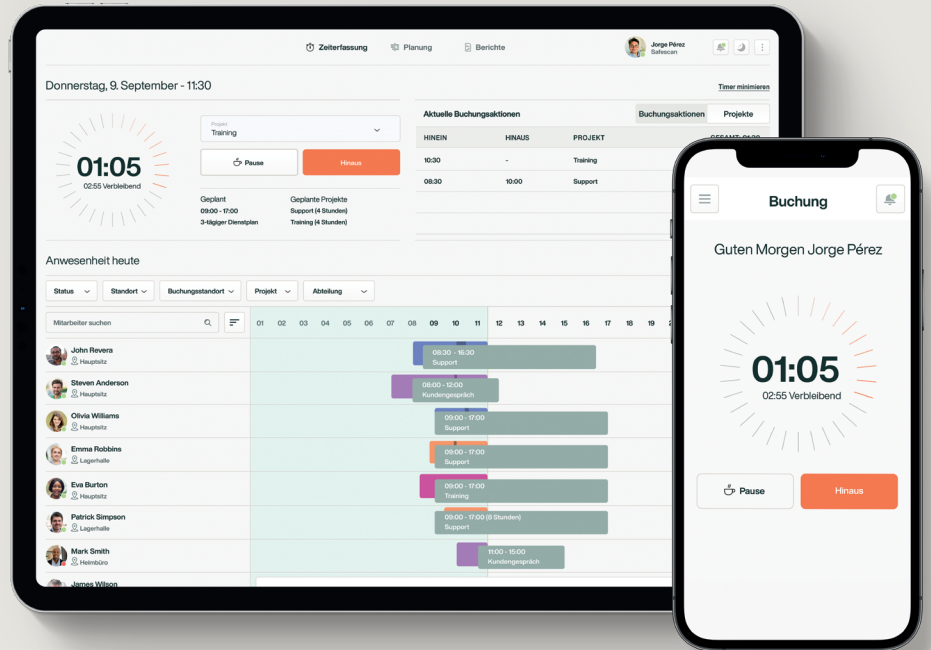 Zeiterfassung
Planung
Berichte
Jorge Pérez
Safescan
Donnerstag, 9. September - 11:30
Timer minimieren
01:05
02:55 Verbleibend
Projekt
Training
Pause
Hinaus
Geplant
09:00 - 17:00
3-tägiger Dienstplan
Geplante Projekte
Support (4 Stunden)
Training (4 Stunden)
Aktuelle Buchungsaktionen
Buchungsaktionen
Projekte
HINEIN HINAUS PROJEKT GESAMT: 01:30
10:30 - Training
08:30 10:00 Support
Anwesenheit heute
Status
Standort
Buchungsstandort
Projekt
Abteilung
Mitarbeiter suchen
01 02 03 04 05 06 07 08 09 10 11 12 13 14 15 16 17 18 19
John Revera
Hauptsitz
08:30 - 16:30
Support
Steven Anderson
Hauptsitz
08:00 - 12:00
Kundengespräch
Olivia Williams
Hauptsitz
09:00 - 17:00
Support
Emma Robbins
Lagerhalle
09:00 - 17:00
Support
Eva Burton
Hauptsitz
09:00 - 17:00
Training
Patrick Simpson
Lagerhalle
09:00 - 17:00 (8 Stunden)
Support
Mark Smith
Heimbüro
11:00 - 15:00
Kundengespräch
James Wilson
Buchung
Guten Morgen Jorge Pérez
01:05
02:55 Verbleibend
Pause
Hinaus